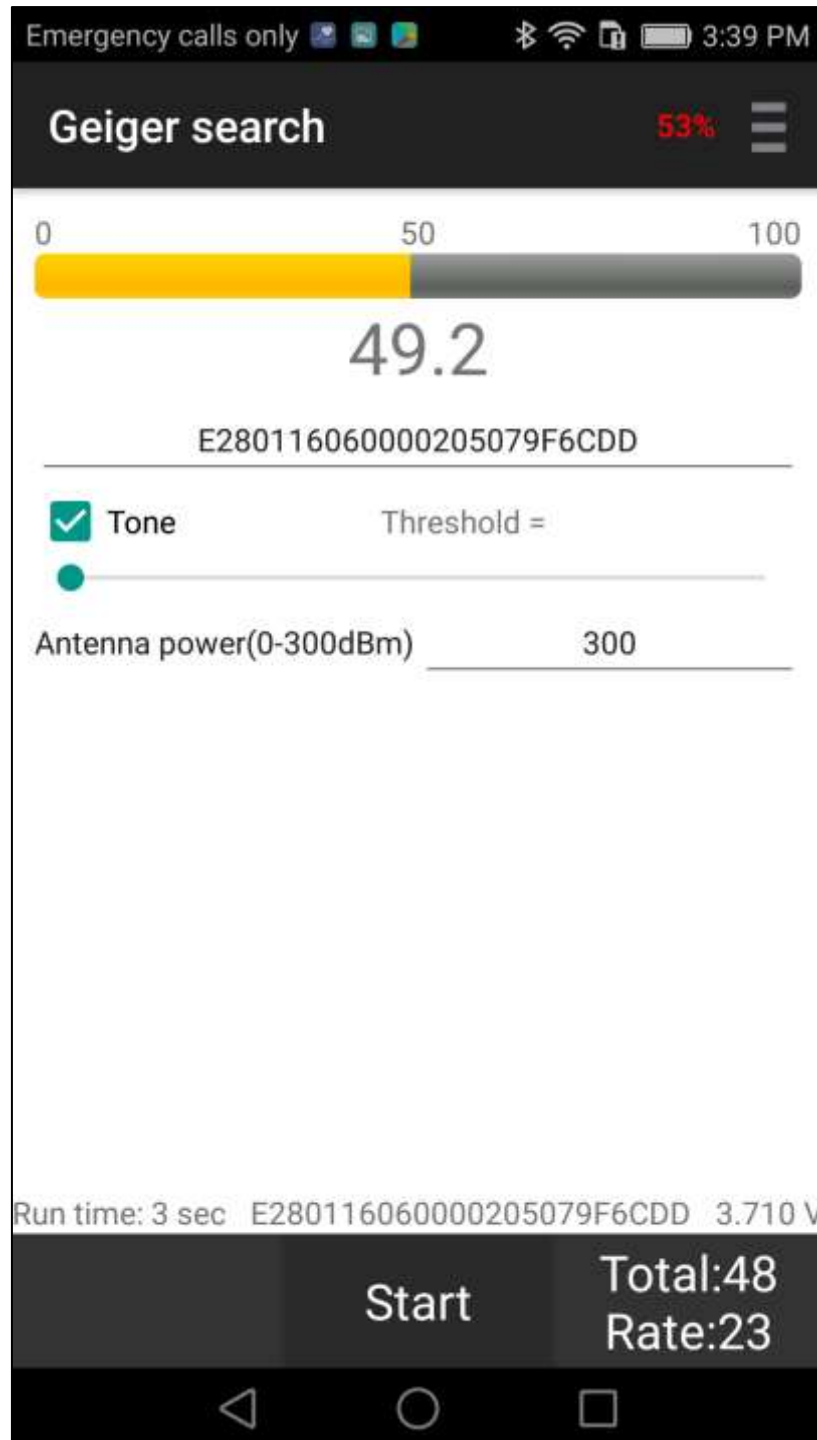 Emergency calls only 3:39 PM
Geiger search 53%
0 50 100
49.2
E280116060000205079F6CDD
Tone Threshold =
Antenna power(0-300dBm) 300
Run time: 3 sec E280116060000205079F6CDD 3.710 V
Start
Total:48
Rate:23